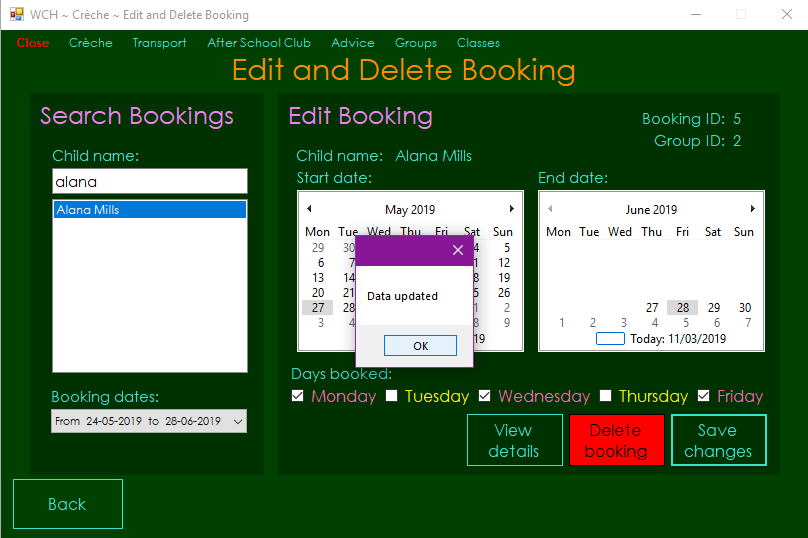 WCH ~ Crèche ~ Edit and Delete Booking
Close Crèche Transport After School Club Advice Groups Classes
Edit and Delete Booking
Search Bookings
Child name:
alana
Alana Mills
Booking dates:
From 24-05-2019 to 28-06-2019
Edit Booking
Booking ID: 5
Group ID: 2
Child name: Alana Mills
Start date:
May 2019
Mon Tue Wed Thu Fri Sat Sun
29 30 4 5
6 7 12
13 14 19
20 21 26
27 28 1 2
3 4 8 9
19
End date:
June 2019
Mon Tue Wed Thu Fri Sat Sun
27 28 29 30
1 2 3 4 5 6 7
Today: 11/03/2019
Data updated
OK
Days booked:
Monday Tuesday Wednesday Thursday Friday
View details
Delete booking
Save changes
Back